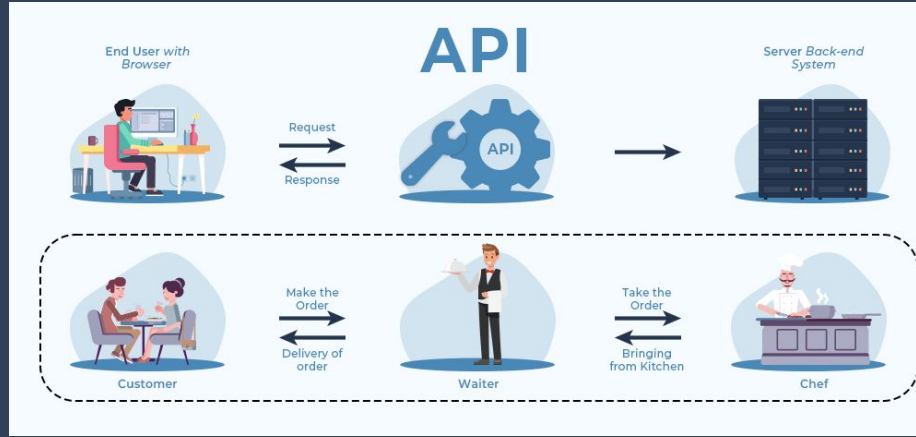 API
End User with
Browser
Server Back-end
System
Request
Response
API
Make the
Order
Delivery of
order
Take the
Order
Bringing
from Kitchen
Customer
Waiter
Chef